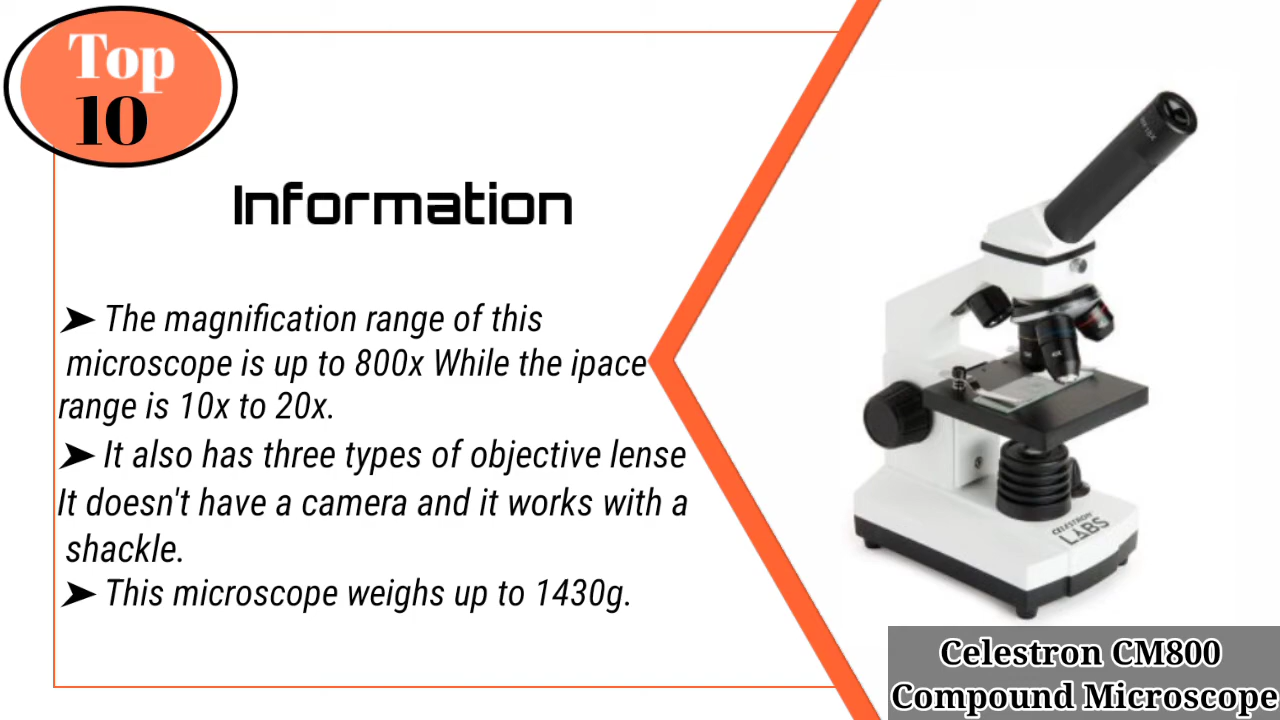 Top
10
Information
➤ The magnification range of this
microscope is up to 800x While the ipace
range is 10x to 20x.
➤ It also has three types of objective lense
It doesn't have a camera and it works with a
shackle.
➤ This microscope weighs up to 1430g.
CELESTRON
LABS
Celestron CM800
Compound Microscope